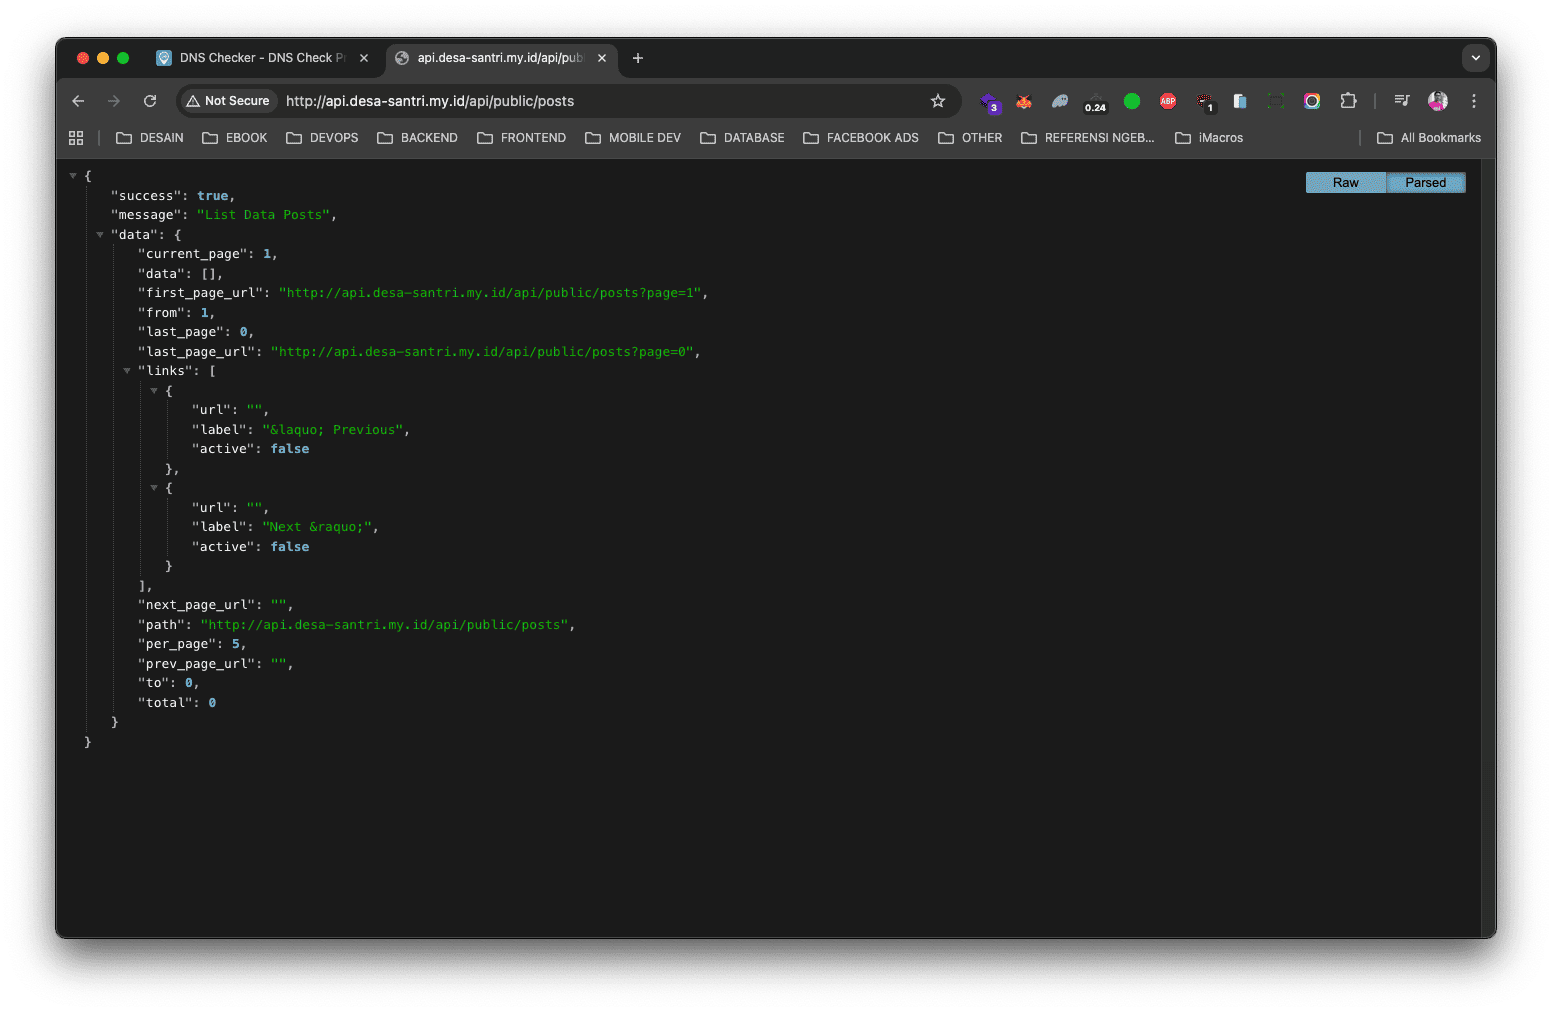 DNS Checker - DNS Check Pr
api.desa-santri.my.id/api/pub
Not Secure
http://api.desa-santri.my.id/api/public/posts
3
0.24
ABP
1
DESAIN
EBOOK
DEVOPS
BACKEND
FRONTEND
MOBILE DEV
DATABASE
FACEBOOK ADS
OTHER
REFERENSI NGEB...
iMacros
All Bookmarks
Raw
Parsed
{
"success": true,
"message": "List Data Posts",
"data": {
"current_page": 1,
"data": [],
"first_page_url": "http://api.desa-santri.my.id/api/public/posts?page=1",
"from": 1,
"last_page": 0,
"last_page_url": "http://api.desa-santri.my.id/api/public/posts?page=0",
"links": [
{
"url": "",
"label": "&laquo; Previous",
"active": false
},
{
"url": "",
"label": "Next &raquo;",
"active": false
}
],
"next_page_url": "",
"path": "http://api.desa-santri.my.id/api/public/posts",
"per_page": 5,
"prev_page_url": "",
"to": 0,
"total": 0
}
}